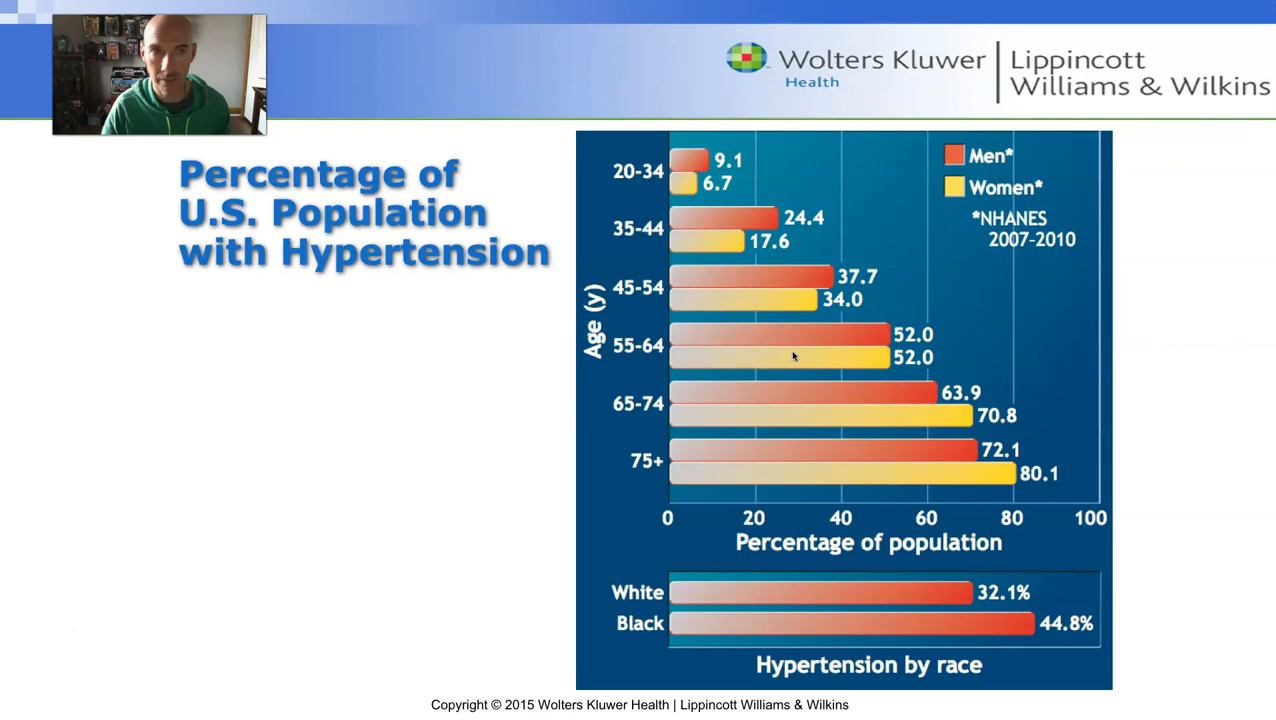 Wolters Kluwer
Health
Lippincott
Williams & Wilkins
Percentage of
U.S. Population
with Hypertension
Men*
Women*
*NHANES
2007-2010
Age (y)
20-34
9.1
6.7
35-44
24.4
17.6
45-54
37.7
34.0
55-64
52.0
52.0
65-74
63.9
70.8
75+
72.1
80.1
0 20 40 60 80 100
Percentage of population
White 32.1%
Black 44.8%
Hypertension by race
Copyright © 2015 Wolters Kluwer Health | Lippincott Williams & Wilkins